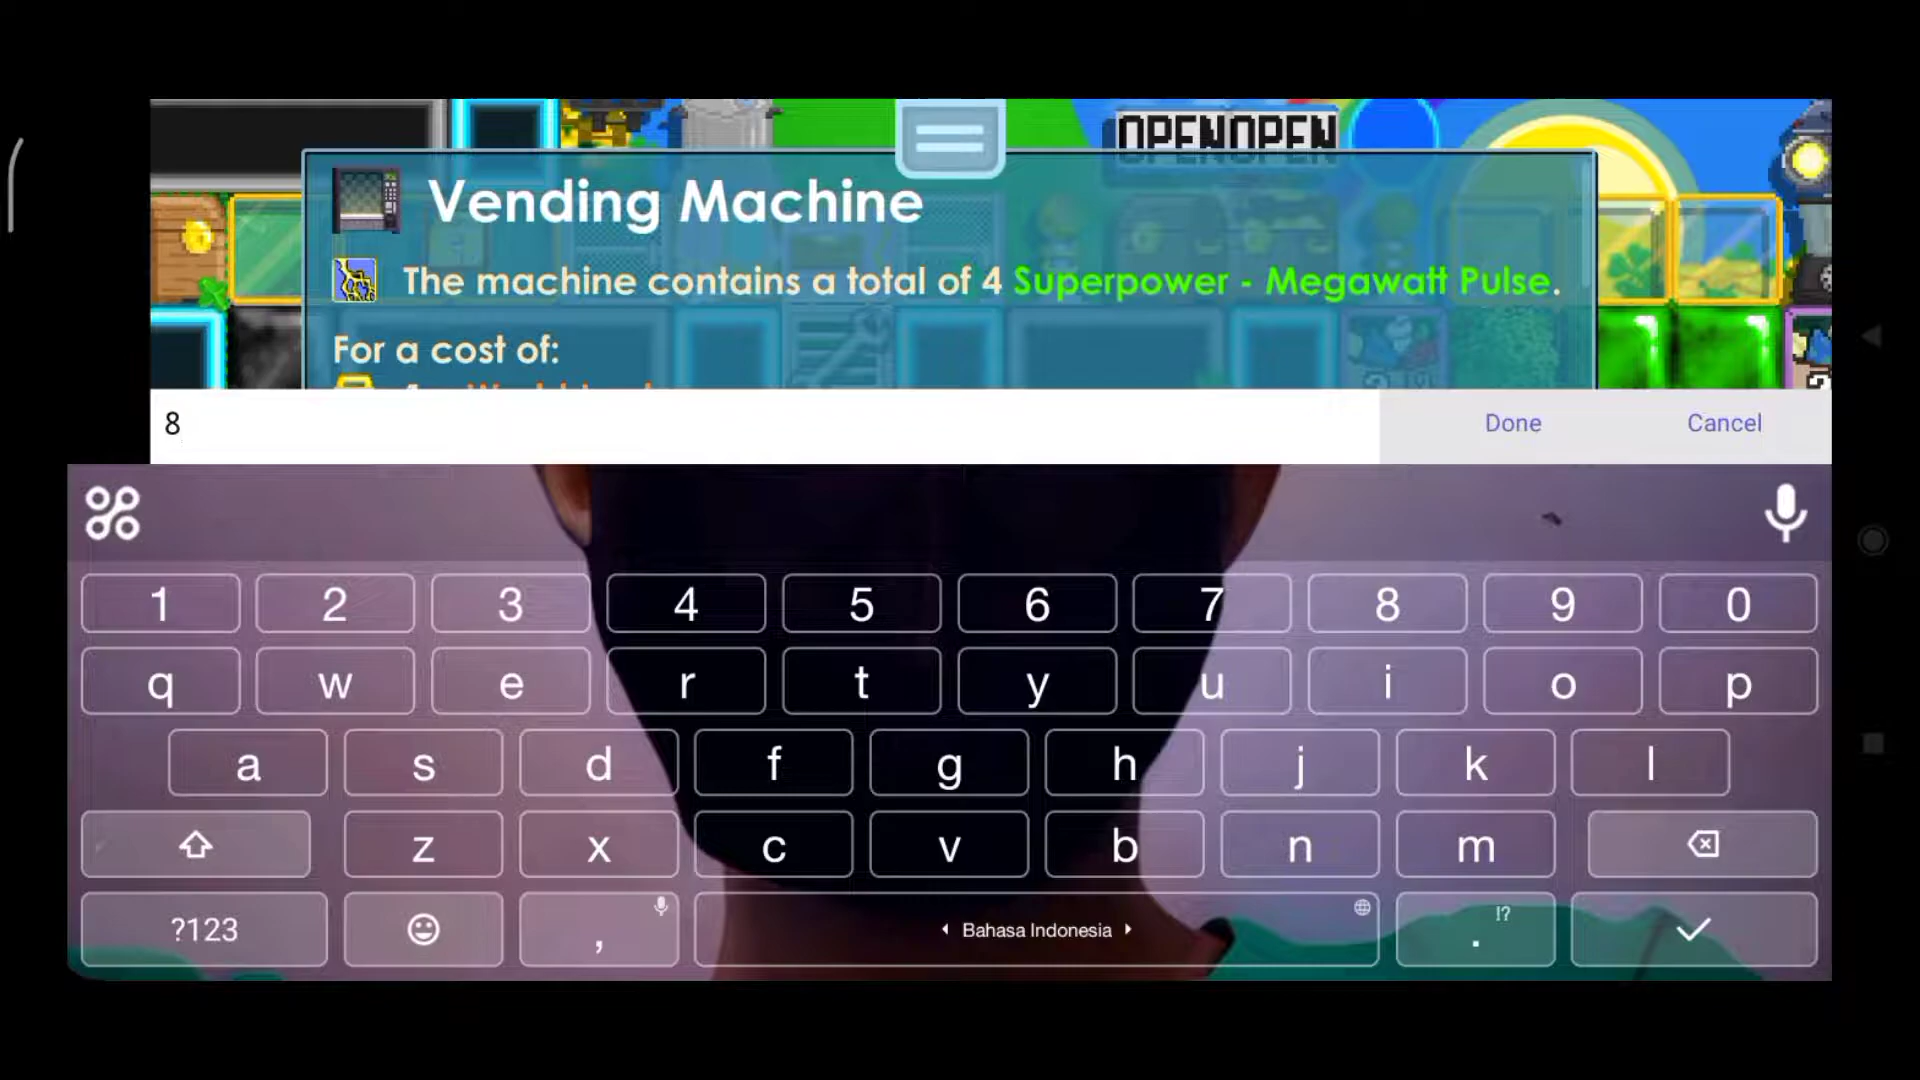 OPENOPEN
Vending Machine
The machine contains a total of 4 Superpower - Megawatt Pulse.
For a cost of:
8
Done Cancel
1 2 3 4 5 6 7 8 9 0
q w e r t y u i o p
a s d f g h j k l
z x c v b n m
?123 , Bahasa Indonesia . !?